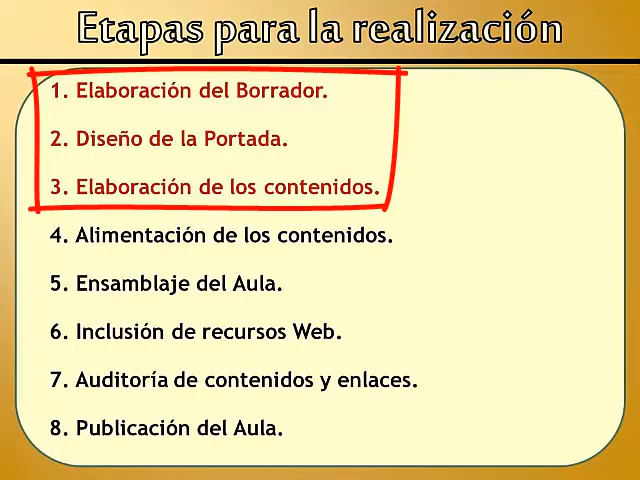 Etapas para la realización
1. Elaboración del Borrador.
2. Diseño de la Portada.
3. Elaboración de los contenidos.
4. Alimentación de los contenidos.
5. Ensamblaje del Aula.
6. Inclusión de recursos Web.
7. Auditoría de contenidos y enlaces.
8. Publicación del Aula.